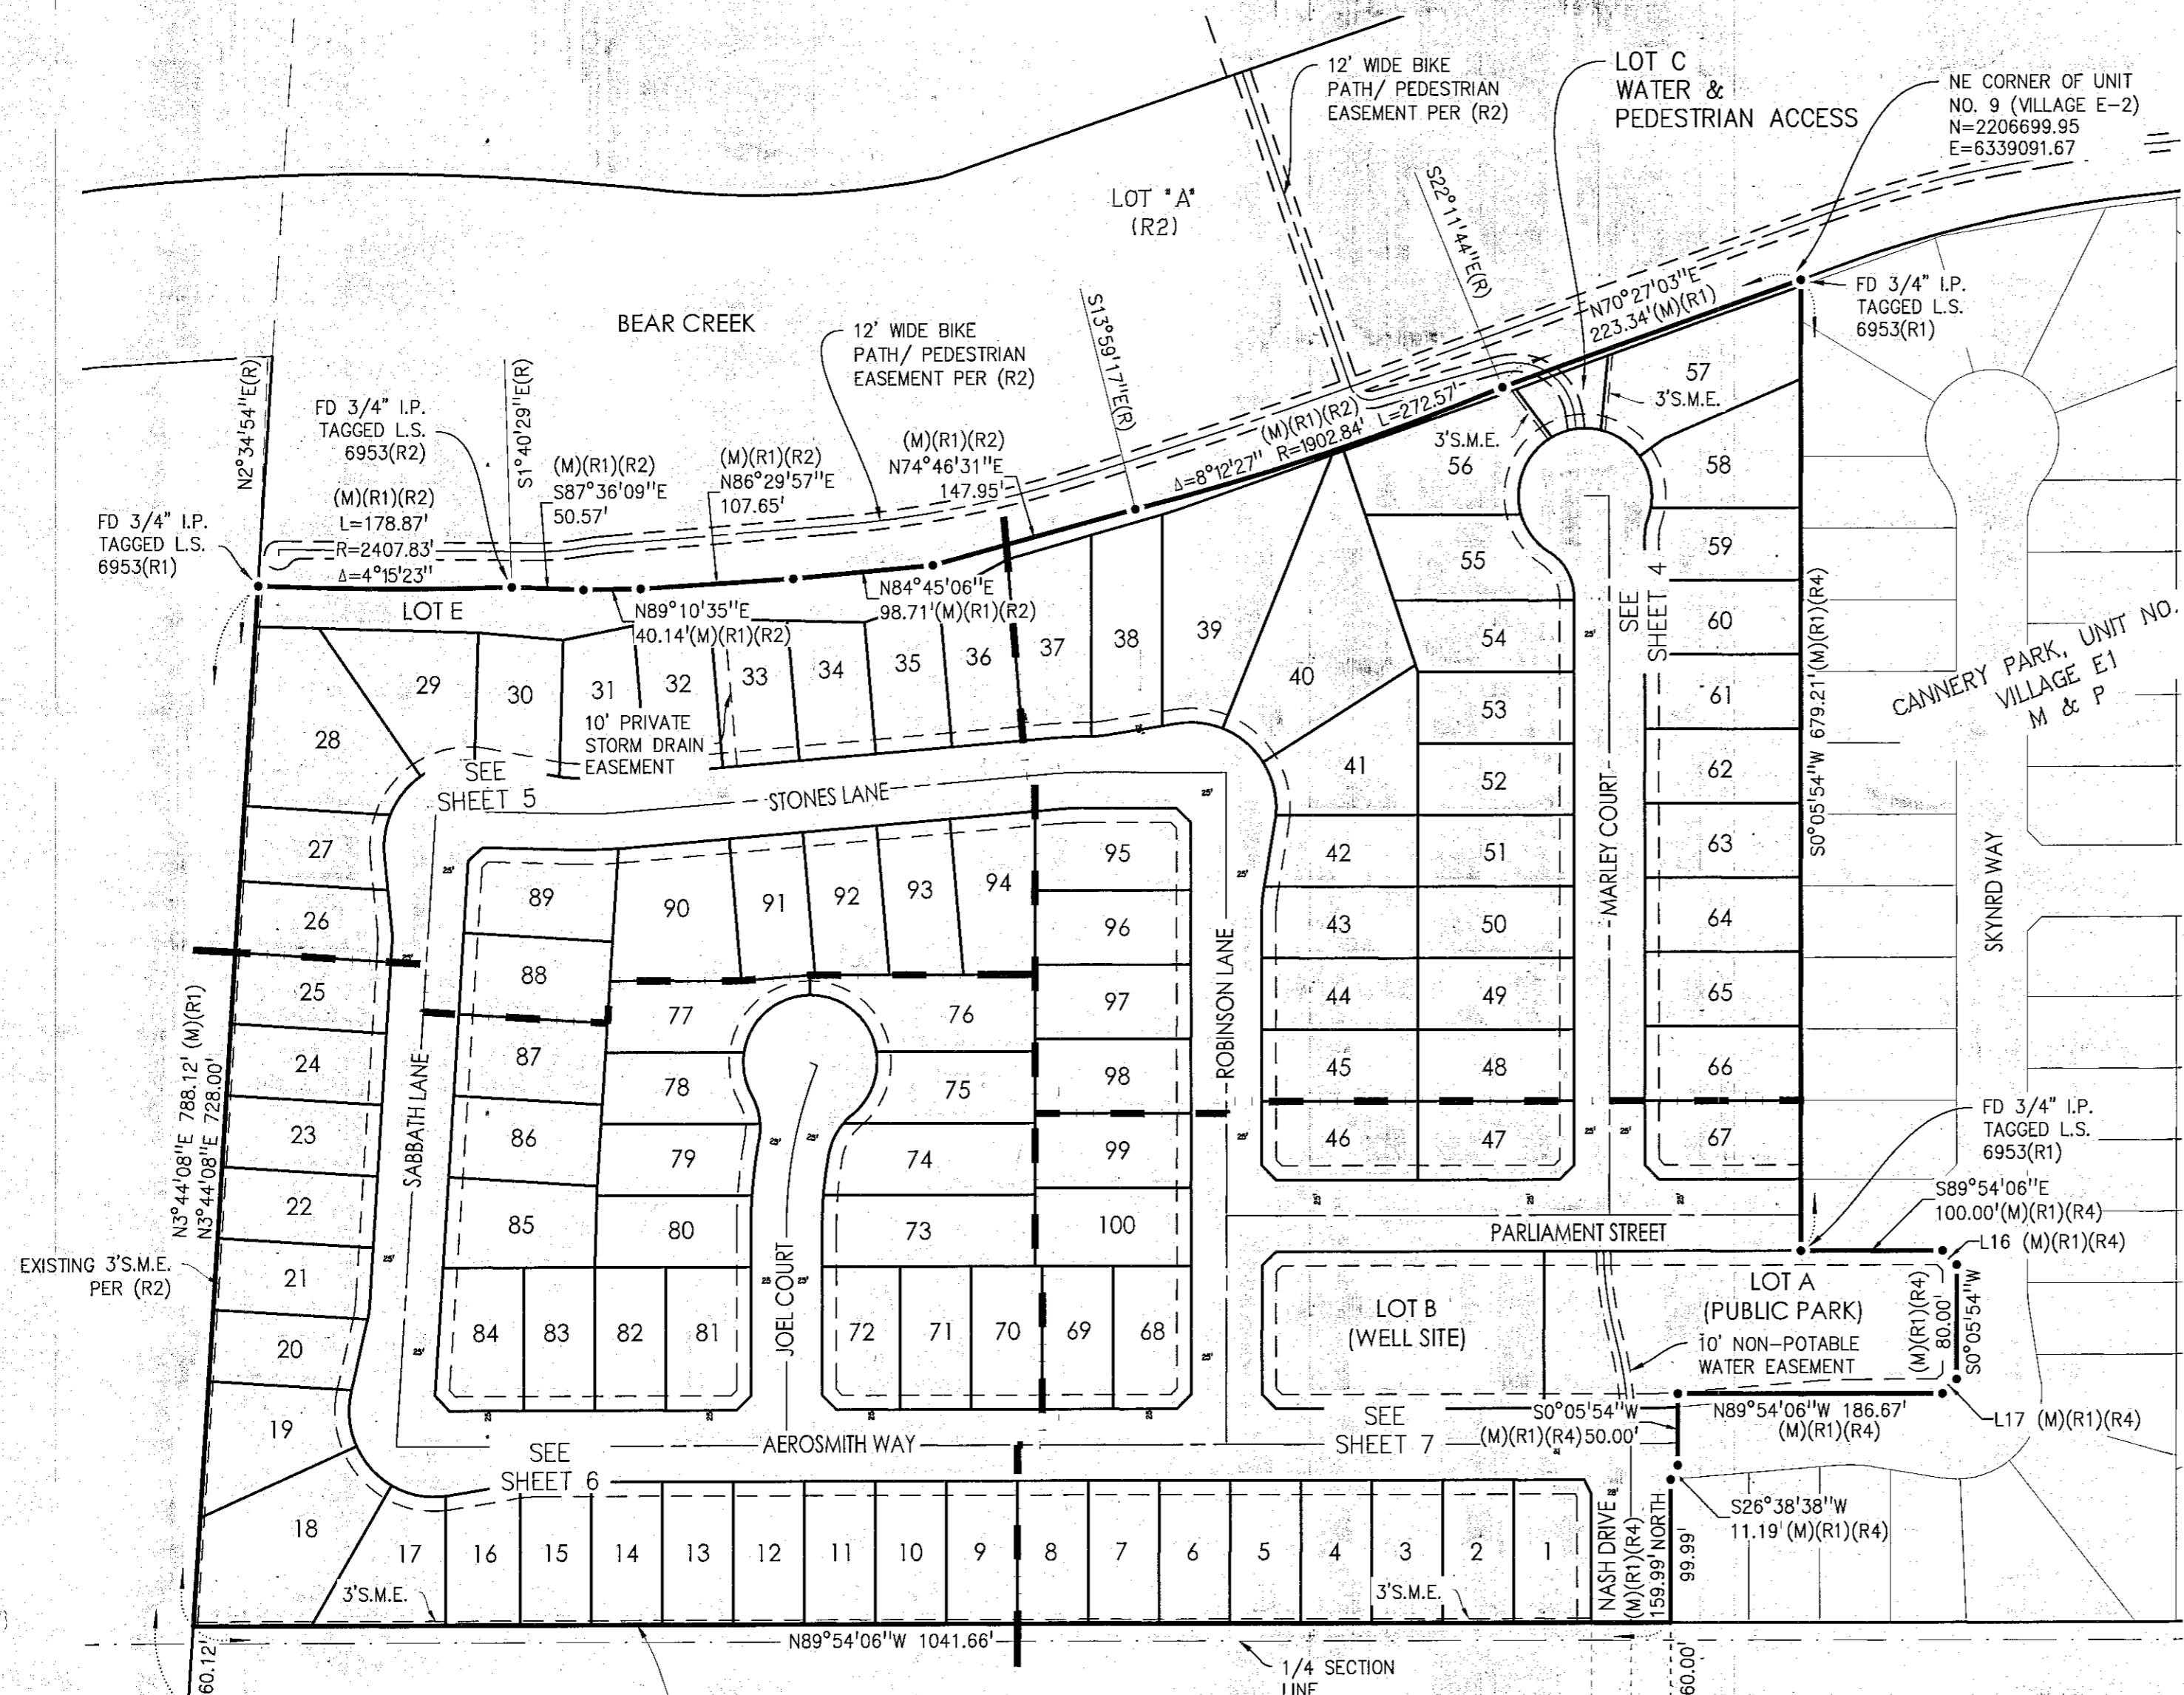 12' WIDE BIKE
PATH/ PEDESTRIAN
EASEMENT PER (R2)
LOT C
WATER &
PEDESTRIAN ACCESS
NE CORNER OF UNIT
NO. 9 (VILLAGE E-2)
N=2206699.95
E=6339091.67
LOT "A"
(R2)
S22°11'44"E(R)
BEAR CREEK
12' WIDE BIKE
PATH/ PEDESTRIAN
EASEMENT PER (R2)
S13°59'17"E(R)
N70°27'03"E
223.34'(M)(R1)
FD 3/4" I.P.
TAGGED L.S.
6953(R1)
N2°34'54"E(R)
FD 3/4" I.P.
TAGGED L.S.
6953(R2)
S1°40'29"E(R)
(M)(R1)(R2)
S87°36'09"E
50.57'
(M)(R1)(R2)
N86°29'57"E
107.65'
(M)(R1)(R2)
N74°46'31"E
147.95'
(M)(R1)(R2)
Δ=8°12'27" R=1902.84' L=272.57'
FD 3/4" I.P.
TAGGED L.S.
6953(R1)
(M)(R1)(R2)
L=178.87'
R=2407.83'
Δ=4°15'23"
LOT E
N89°10'35"E
40.14'(M)(R1)(R2)
N84°45'06"E
98.71'(M)(R1)(R2)
3'S.M.E.
3'S.M.E.
57
56
58
55
59
54
60
53
61
52
62
51
63
50
64
49
65
48
66
47
67
28
29
30
31
32
33
34
35
36
37
38
39
40
41
42
43
44
45
46
10' PRIVATE
STORM DRAIN
EASEMENT
SEE
SHEET 5
STONES LANE
SEE
SHEET 4
MARLEY COURT
S0°05'54"W 679.21'(M)(R1)(R4)
CANNERY PARK, UNIT NO.
VILLAGE E1
M & P
SKYNRD WAY
27
26
25
24
23
22
21
20
19
18
89
88
87
86
85
90
91
92
93
94
95
96
97
98
99
100
77
76
78
75
79
74
80
73
84
83
82
81
72
71
70
69
68
SABBATH LANE
JOEL COURT
ROBINSON LANE
N3°44'08"E 788.12' (M)(R1)
N3°44'08"E 728.00'
EXISTING 3'S.M.E.
PER (R2)
PARLIAMENT STREET
FD 3/4" I.P.
TAGGED L.S.
6953(R1)
S89°54'06"E
100.00'(M)(R1)(R4)
L16 (M)(R1)(R4)
LOT A
(PUBLIC PARK)
LOT B
(WELL SITE)
10' NON-POTABLE
WATER EASEMENT
(M)(R1)(R4)
80.00'
S0°05'54"W
L17 (M)(R1)(R4)
N89°54'06"W 186.67'
(M)(R1)(R4)
S0°05'54"W
(M)(R1)(R4)50.00'
SEE
SHEET 7
AEROSMITH WAY
SEE
SHEET 6
S26°38'38"W
11.19'(M)(R1)(R4)
NASH DRIVE
(M)(R1)(R4)
159.99' NORTH
99.99'
17
16
15
14
13
12
11
10
9
8
7
6
5
4
3
2
1
3'S.M.E.
3'S.M.E.
N89°54'06"W 1041.66'
1/4 SECTION
LINE
60.12'
60.00'